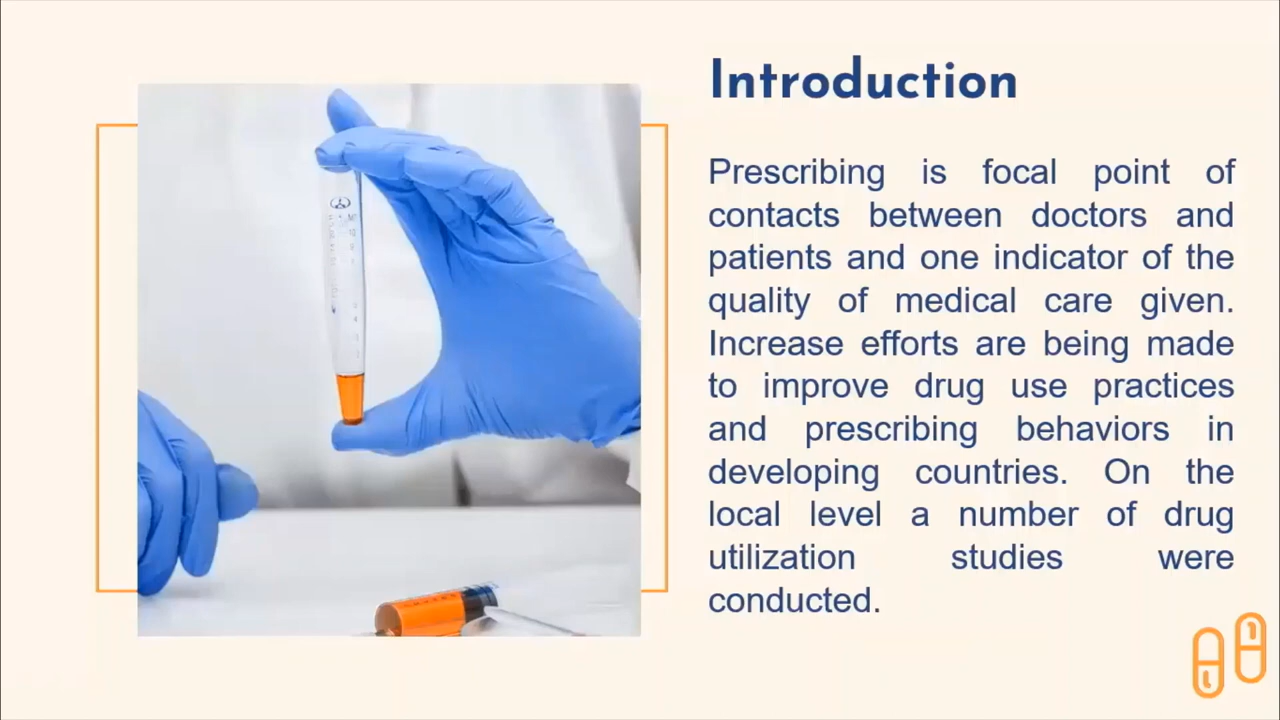 Introduction
Prescribing is focal point of
contacts between doctors and
patients and one indicator of the
quality of medical care given.
Increase efforts are being made
to improve drug use practices
and prescribing behaviors in
developing countries. On the
local level a number of drug
utilization studies were
conducted.